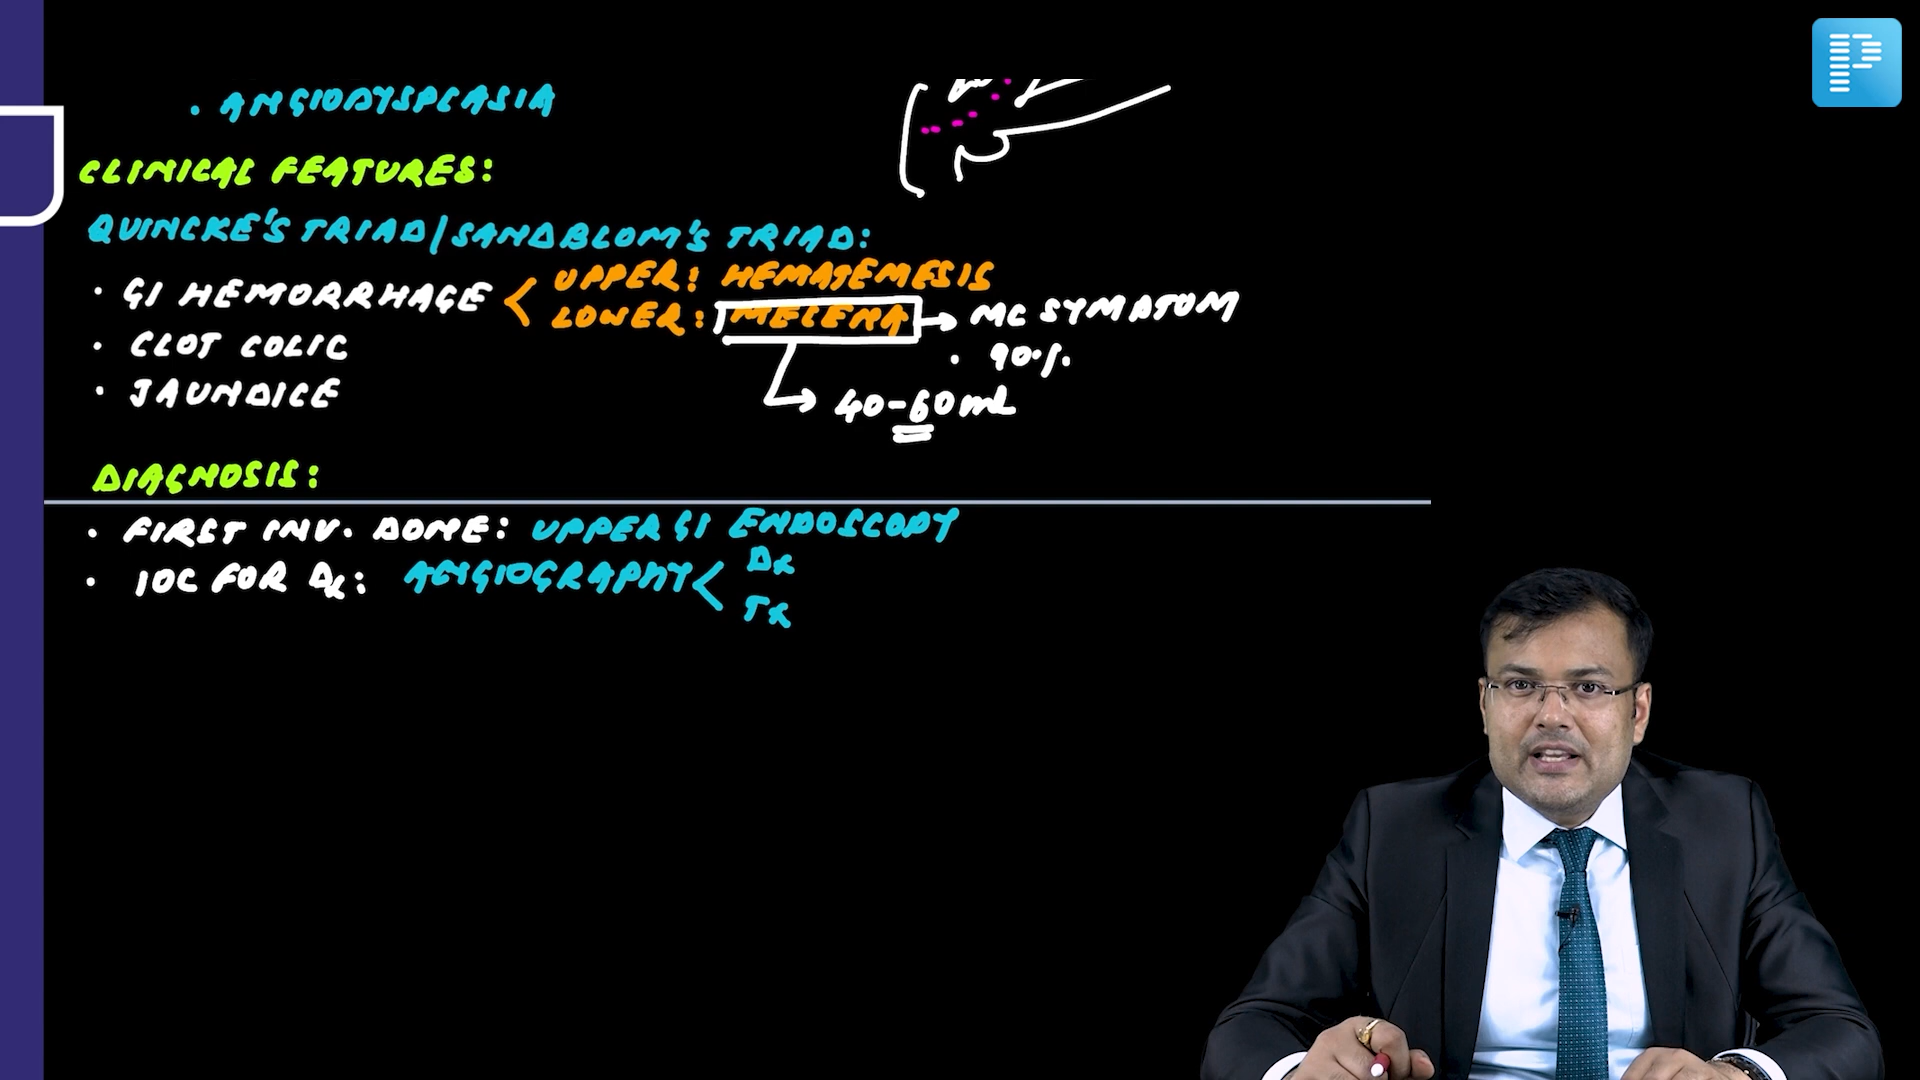 . ANGIODYSPLASIA
CLINICAL FEATURES:
QUINCKE'S TRIAD/SANDBLOM'S TRIAD:
. GI HEMORRHAGE < UPPER: HEMATEMESIS
LOWER: MELENA → MC SYMPTOM
. 90%
. CLOT COLIC
. JAUNDICE
→ 40-60ml
DIAGNOSIS:
. FIRST INV. DONE: UPPER GI ENDOSCOPY
. IOC FOR Dx: ANGIOGRAPHY < Dx
Tx